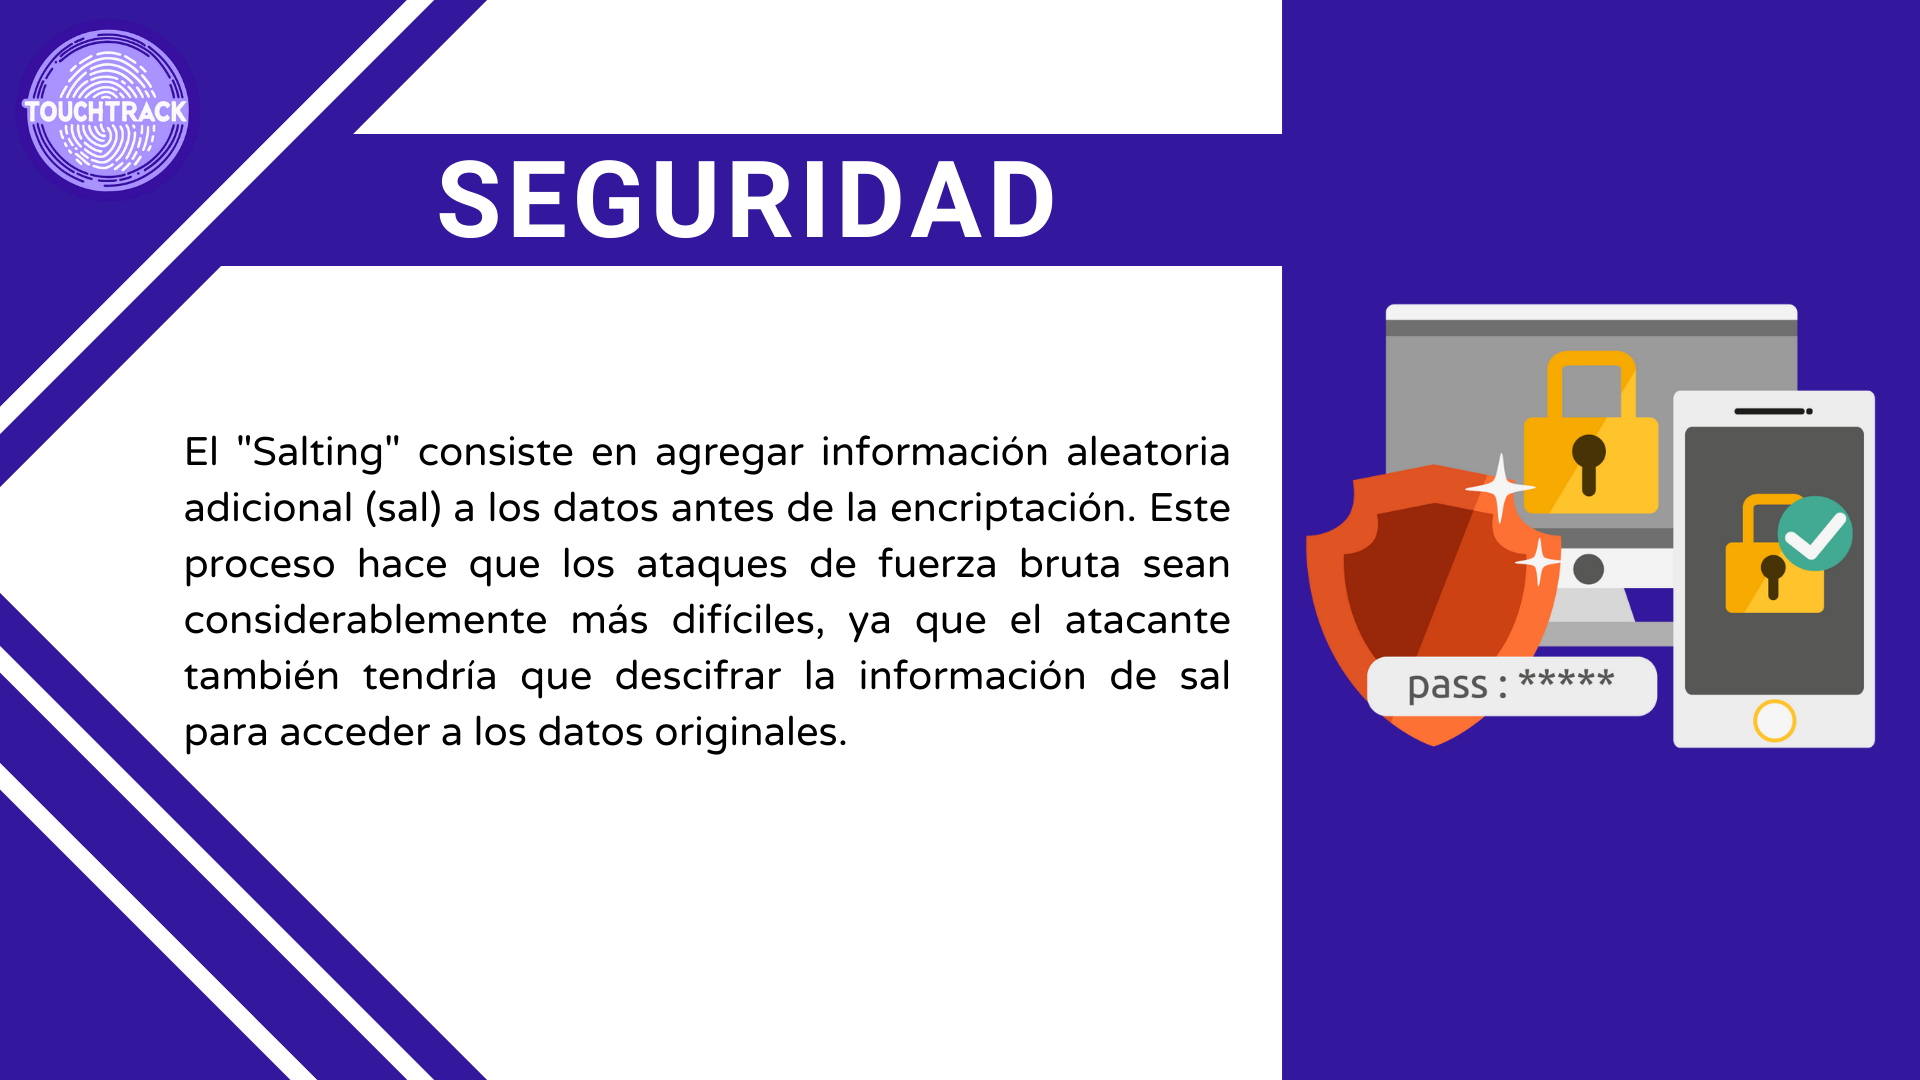 TOUCHTRACK
SEGURIDAD
El "Salting" consiste en agregar información aleatoria
adicional (sal) a los datos antes de la encriptación. Este
proceso hace que los ataques de fuerza bruta sean
considerablemente más difíciles, ya que el atacante
también tendría que descifrar la información de sal
para acceder a los datos originales.
pass : *****